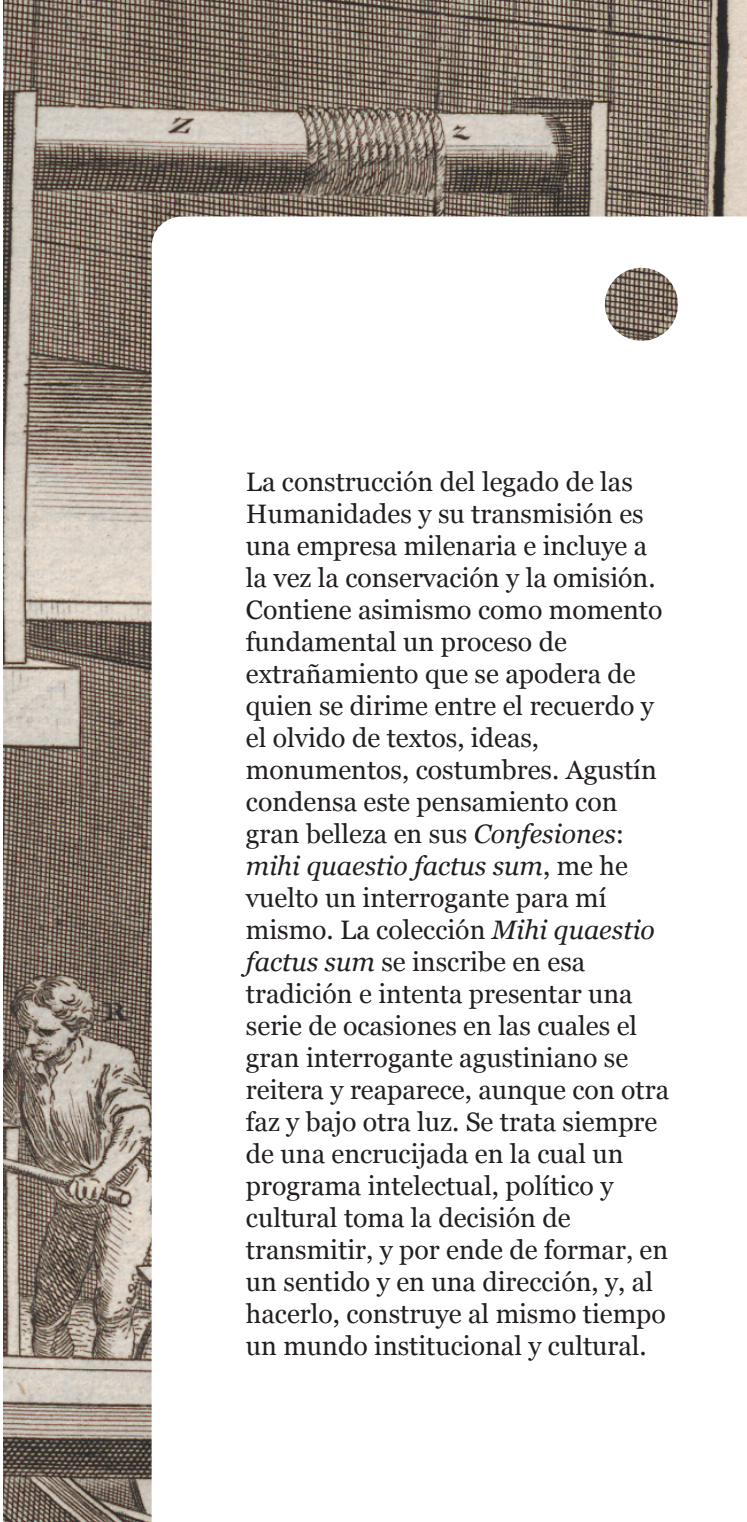 Z
z
La construcción del legado de las
Humanidades y su transmisión es
una empresa milenaria e incluye a
la vez la conservación y la omisión.
Contiene asimismo como momento
fundamental un proceso de
extrañamiento que se apodera de
quien se dirime entre el recuerdo y
el olvido de textos, ideas,
monumentos, costumbres. Agustín
condensa este pensamiento con
gran belleza en sus Confesiones:
mihi quaestio factus sum, me he
vuelto un interrogante para mí
mismo. La colección Mihi quaestio
factus sum se inscribe en esa
tradición e intenta presentar una
serie de ocasiones en las cuales el
gran interrogante agustiniano se
reitera y reaparece, aunque con otra
faz y bajo otra luz. Se trata siempre
de una encrucijada en la cual un
programa intelectual, político y
cultural toma la decisión de
transmitir, y por ende de formar, en
un sentido y en una dirección, y, al
hacerlo, construye al mismo tiempo
un mundo institucional y cultural.
R